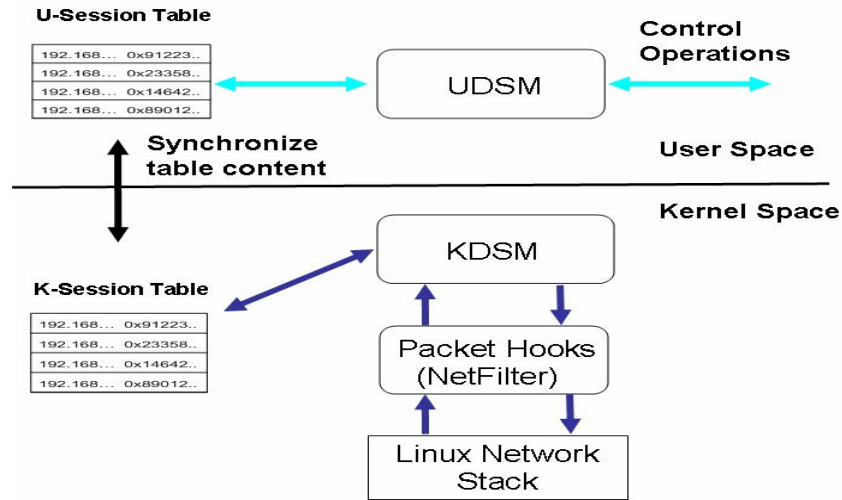 U-Session Table
192.168... 0x91223..
192.168... 0x23358..
192.168... 0x14642..
192.168... 0x89012..
UDSM
Control
Operations
Synchronize
table content
User Space
Kernel Space
KDSM
K-Session Table
192.168... 0x91223..
192.168... 0x23358..
192.168... 0x14642..
192.168... 0x89012..
Packet Hooks
(NetFilter)
Linux Network
Stack